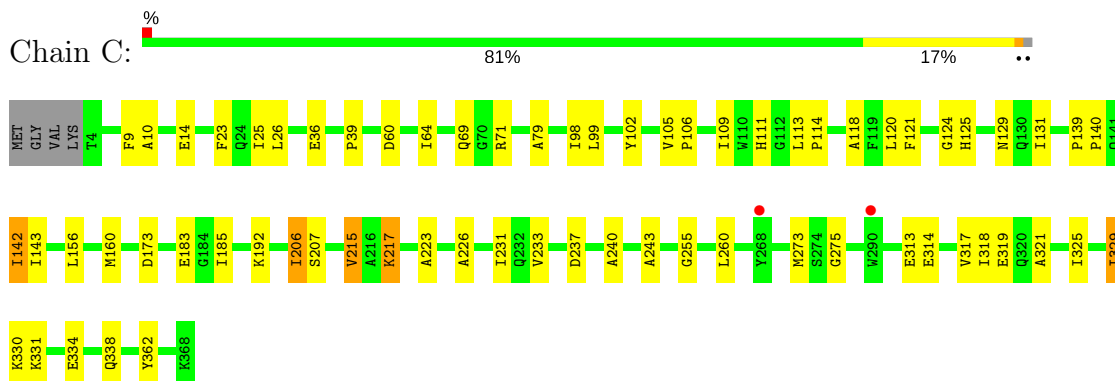 %
Chain C:
81% 17% ••
MET GLY VAL LYS T4 F9 A10 E14 F23 Q24 I25 L26 E36 P39 D60 I64 Q69 G70 R71 A79 I98 L99 Y102 V105 P106 I109 W110 H111 G112 L113 P114 A118 F119 L120 F121 G124 H125 N129 Q130 I131 P139 P140
I142 I143 L156 M160 D173 E183 G184 I185 K192 I206 S207 V215 A216 K217 A223 A226 I231 Q232 V233 D237 A240 A243 G255 L260 Y268 M273 S274 G275 W290 E313 E314 V317 I318 E319 Q320 A321 I325 I329
K330 K331 E334 Q338 Y362 K368